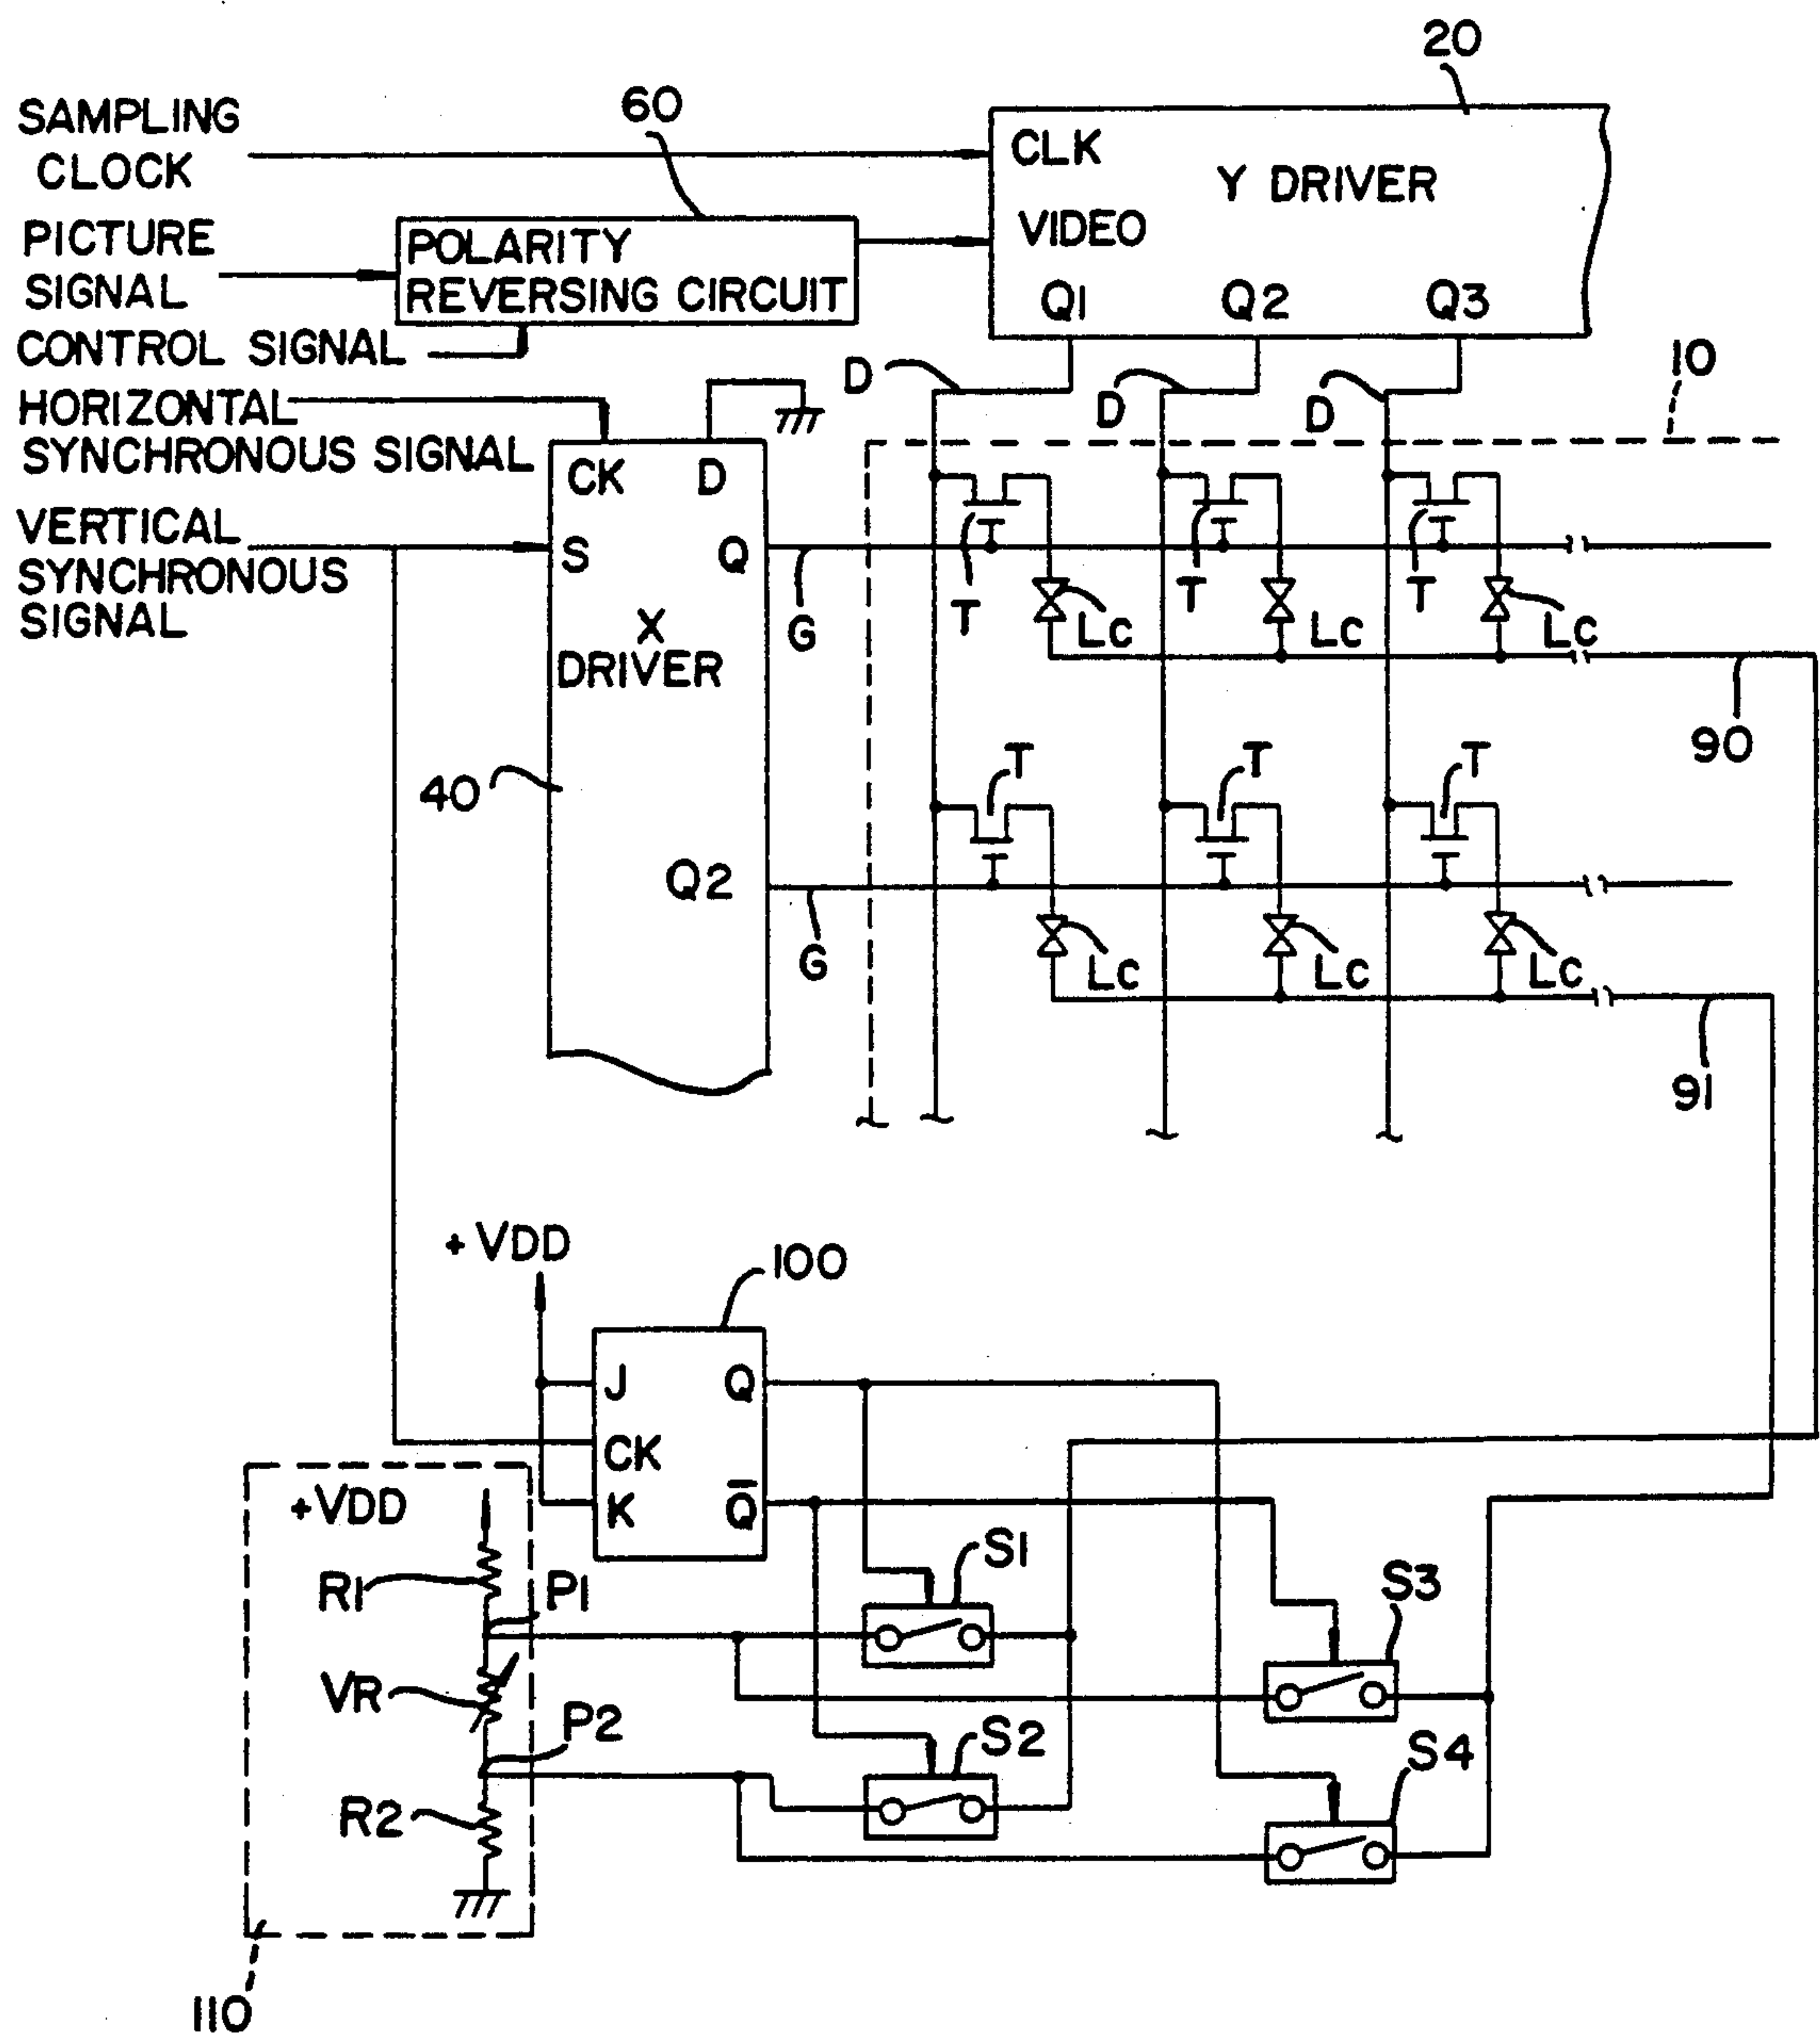 20
SAMPLING
CLOCK
60
CLK
Y DRIVER
PICTURE
SIGNAL
POLARITY
REVERSING CIRCUIT
VIDEO
Q1 Q2 Q3
CONTROL SIGNAL
10
D D D
HORIZONTAL
SYNCHRONOUS SIGNAL
CK D
VERTICAL
SYNCHRONOUS
SIGNAL
S Q
T T T
G
LC LC LC
X
DRIVER
90
40
T T T
Q2
G
LC LC LC
91
+VDD
100
J Q
CK
K Q̅
+VDD
R1
P1
S1
S3
VR
P2
S2
S4
R2
110